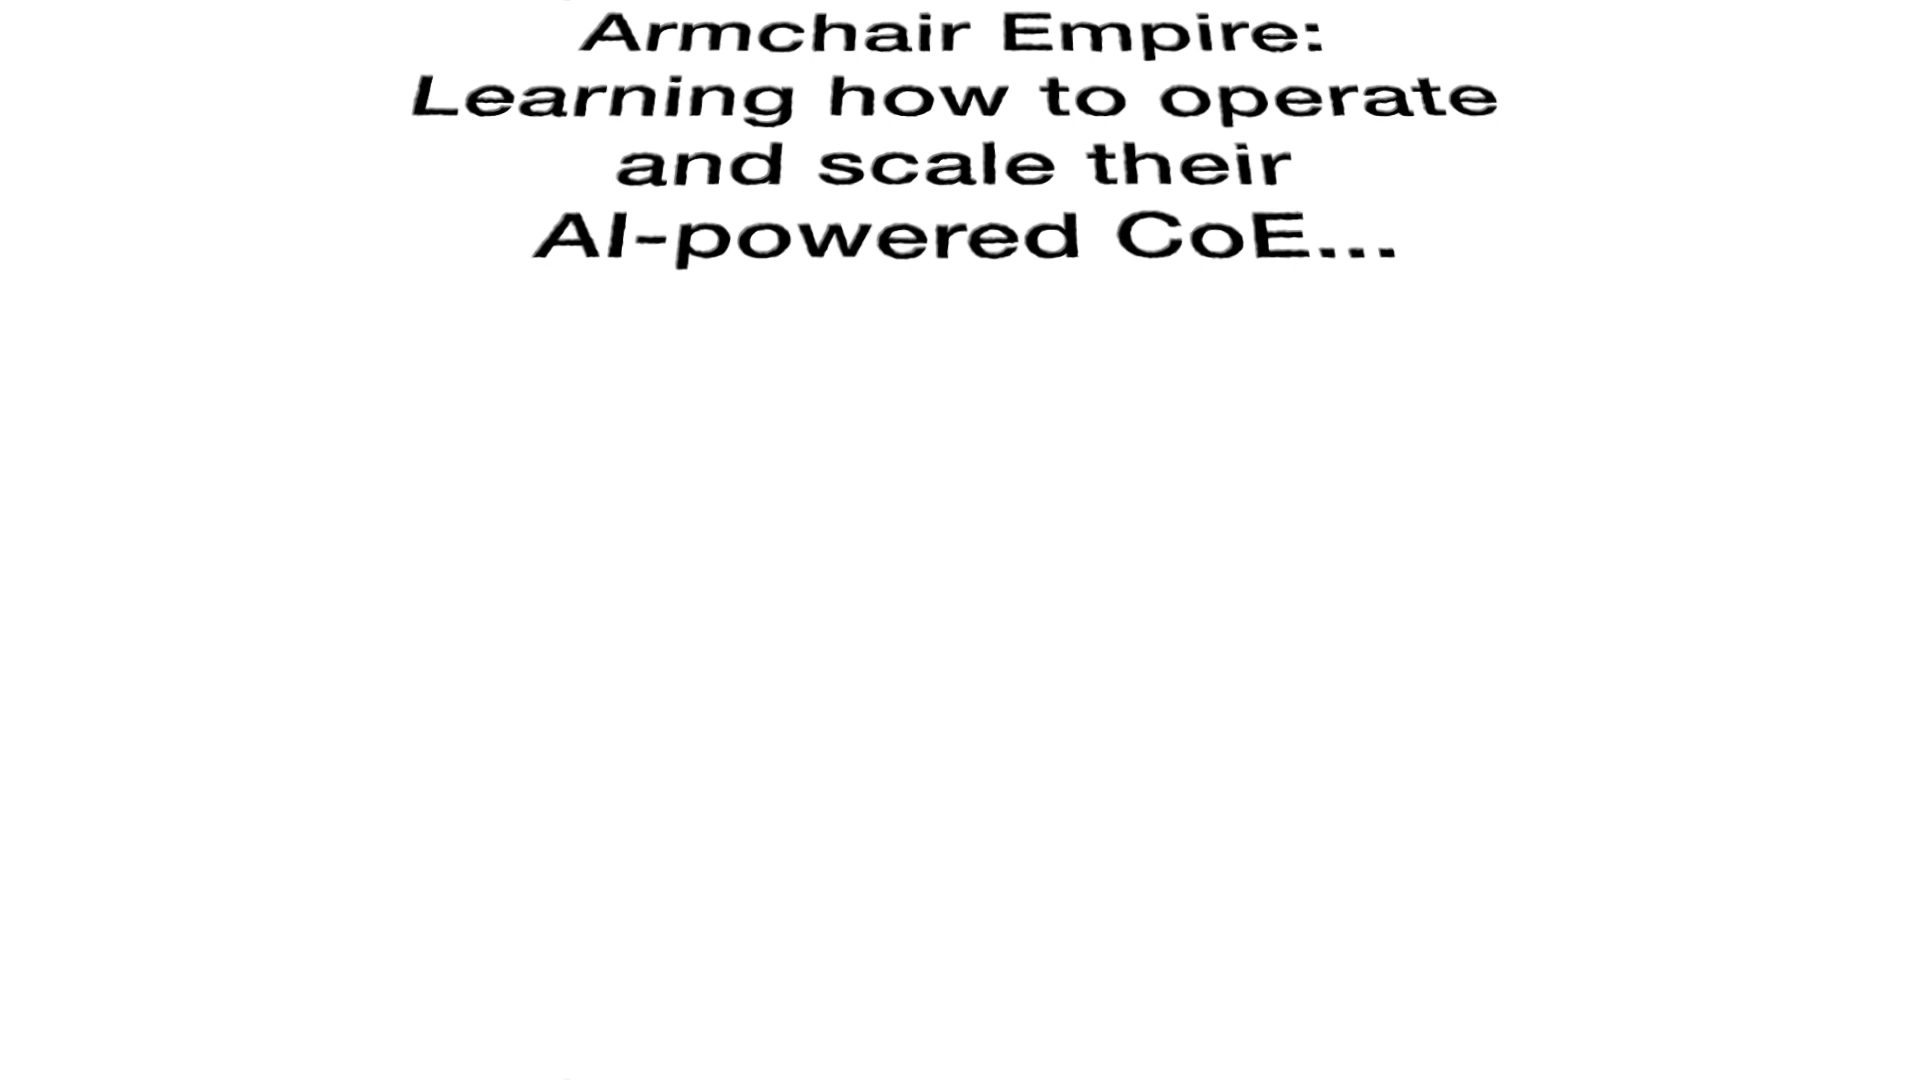 Armchair Empire:
Learning how to operate
and scale their
AI-powered CoE...